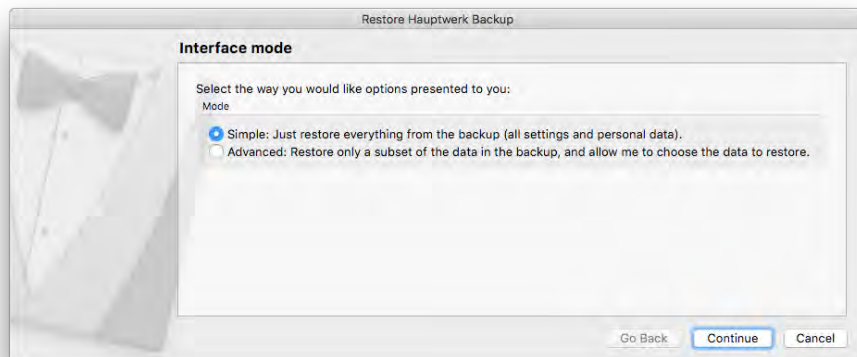 Restore Hauptwerk Backup
Interface mode
Select the way you would like options presented to you:
Mode
Simple: Just restore everything from the backup (all settings and personal data).
Advanced: Restore only a subset of the data in the backup, and allow me to choose the data to restore.
Go Back Continue Cancel